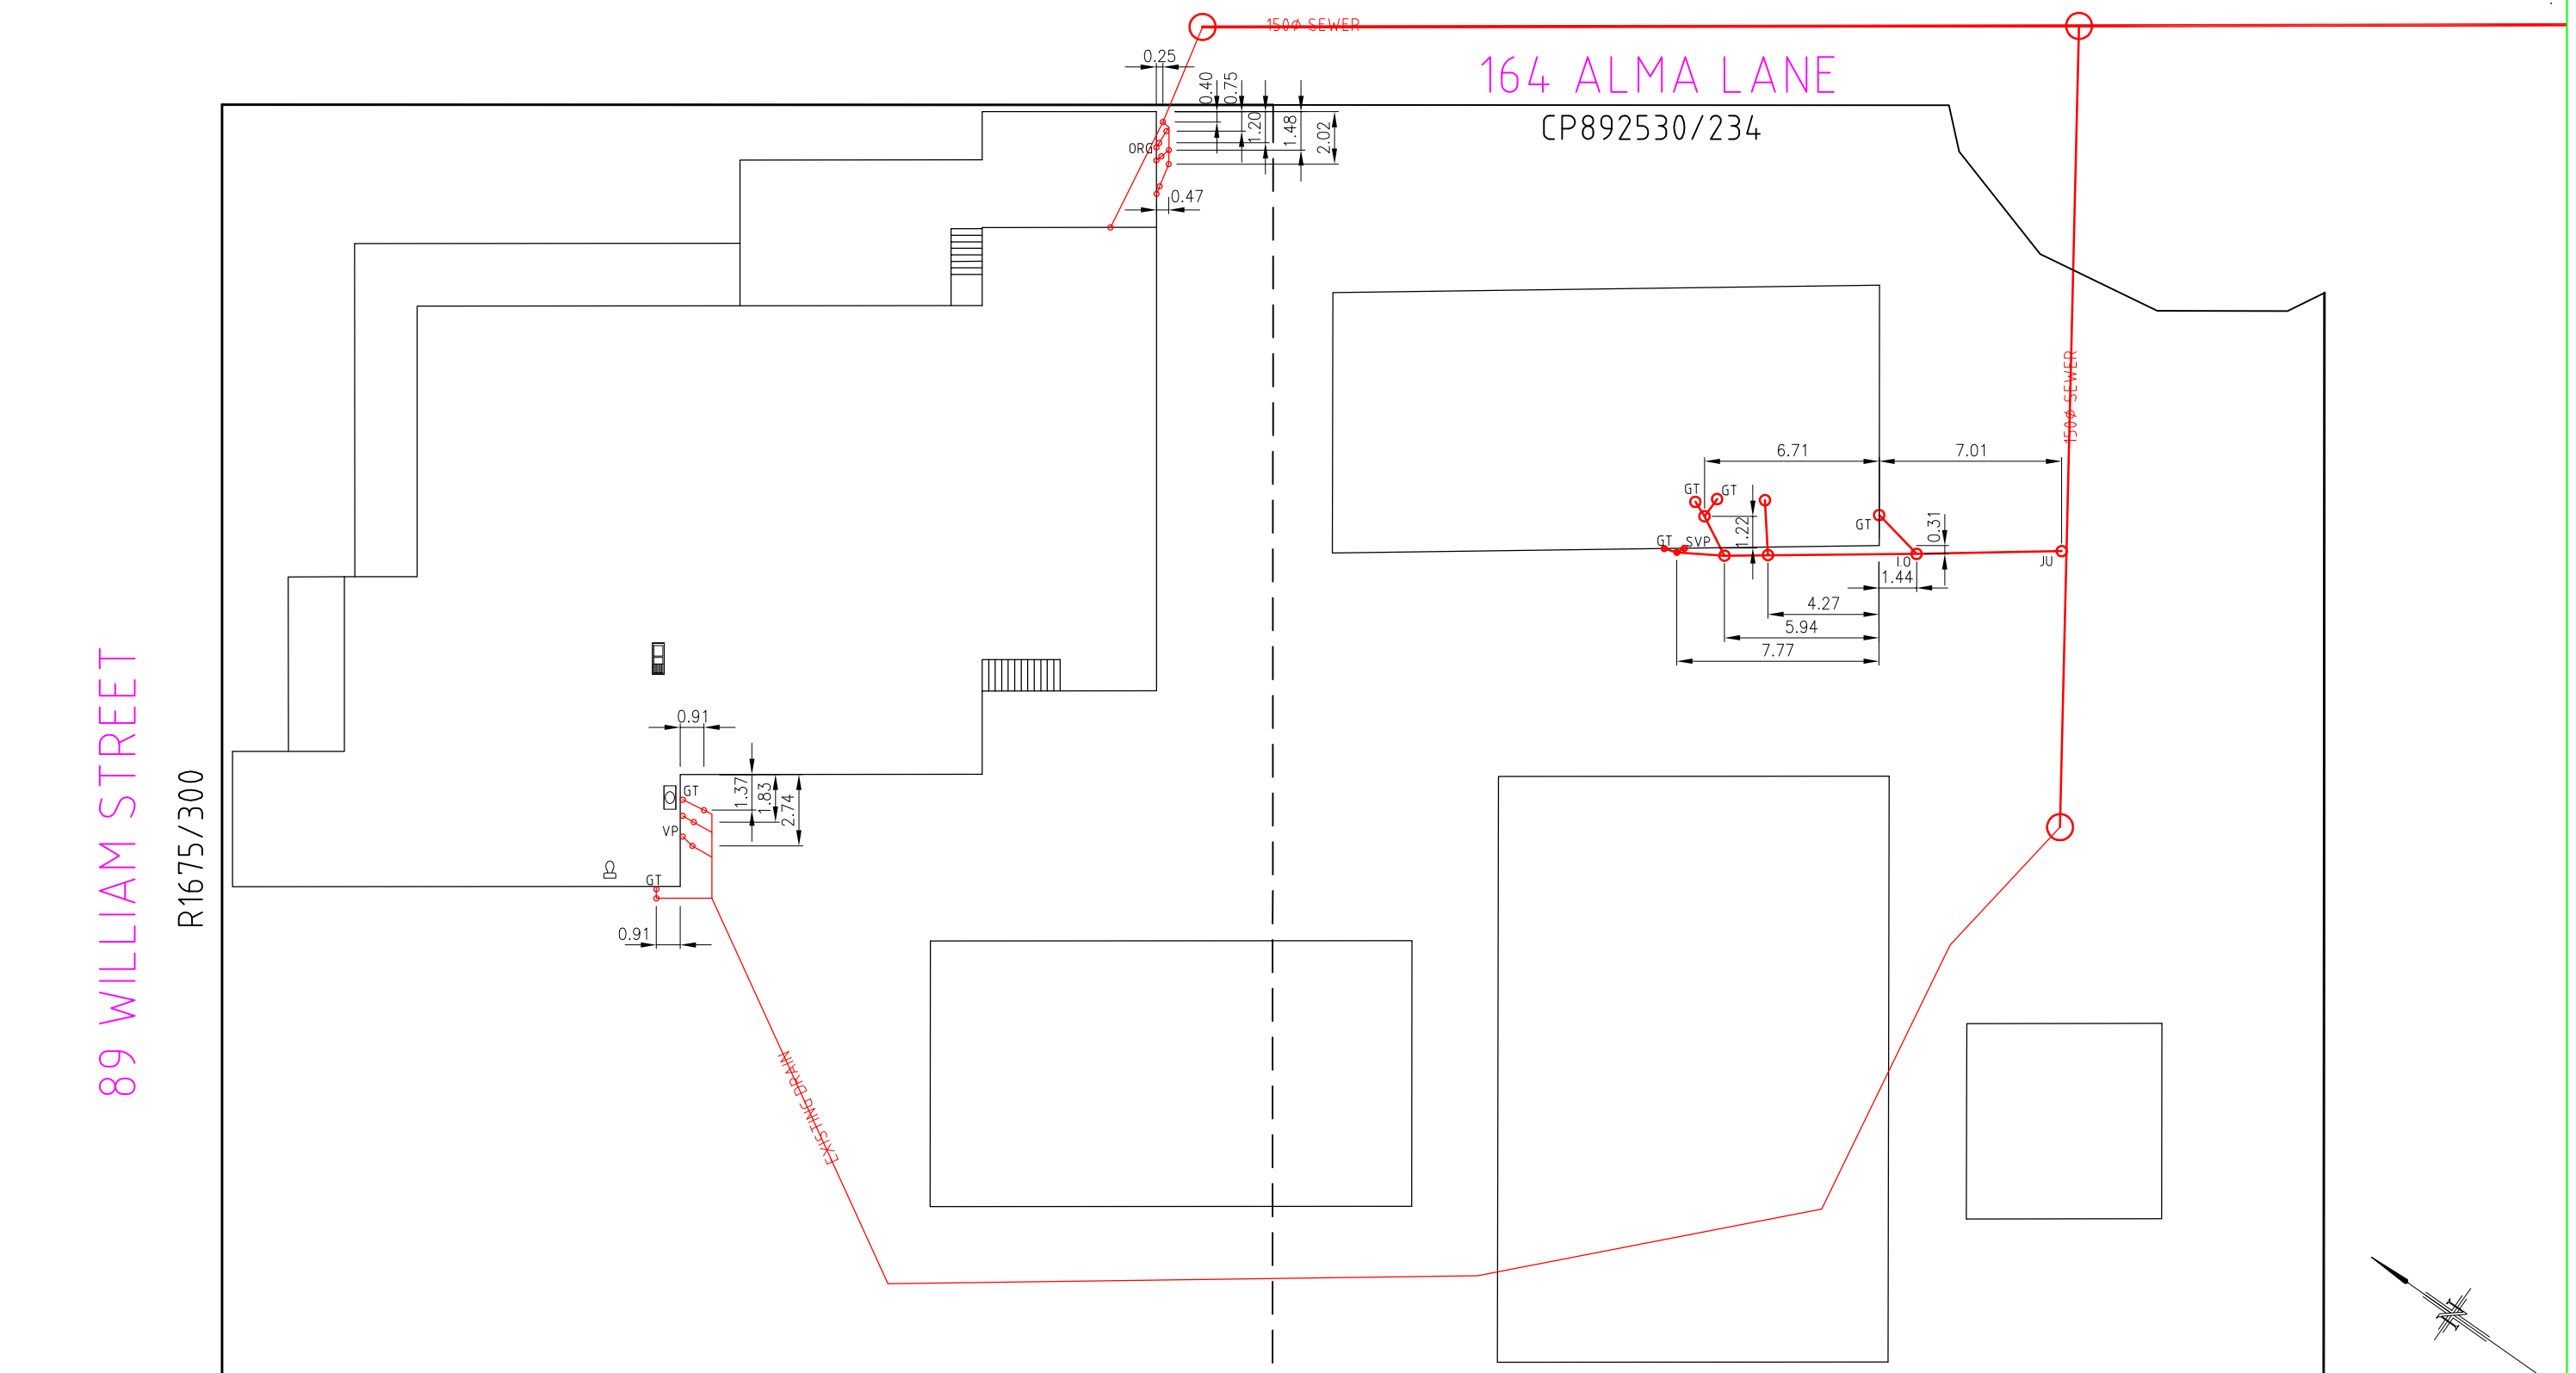 150ø SEWER
0.25
164 ALMA LANE
0.40
0.75
1.20
1.48
2.02
CP892530/234
ORG
0.47
150ø SEWER
6.71
7.01
GT
GT
1.22
GT
0.31
GT
SVP
I.O
JU
1.44
4.27
5.94
7.77
89 WILLIAM STREET
R1675/300
0.91
GT
1.37
1.83
2.74
VP
GT
0.91
EXISTING DRAIN
N